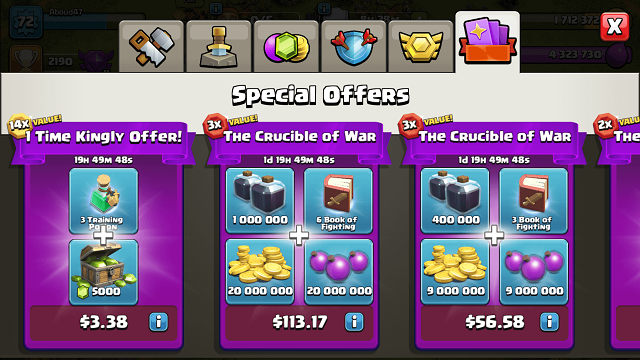 72
Aboud41
1 712 372
2190
4 323 730
X
Special Offers
14x VALUE!
1 Time Kingly Offer!
19H 49M 48s
3 Training
Potion
+
5000
$3.38
i
3x VALUE!
The Crucible of War
1d 19H 49M 48s
1 000 000
6 Book of
Fighting
+
20 000 000
20 000 000
$113.17
i
3x VALUE!
The Crucible of War
1d 19H 49M 48s
400 000
3 Book of
Fighting
+
9 000 000
9 000 000
$56.58
i
2x VALUE!